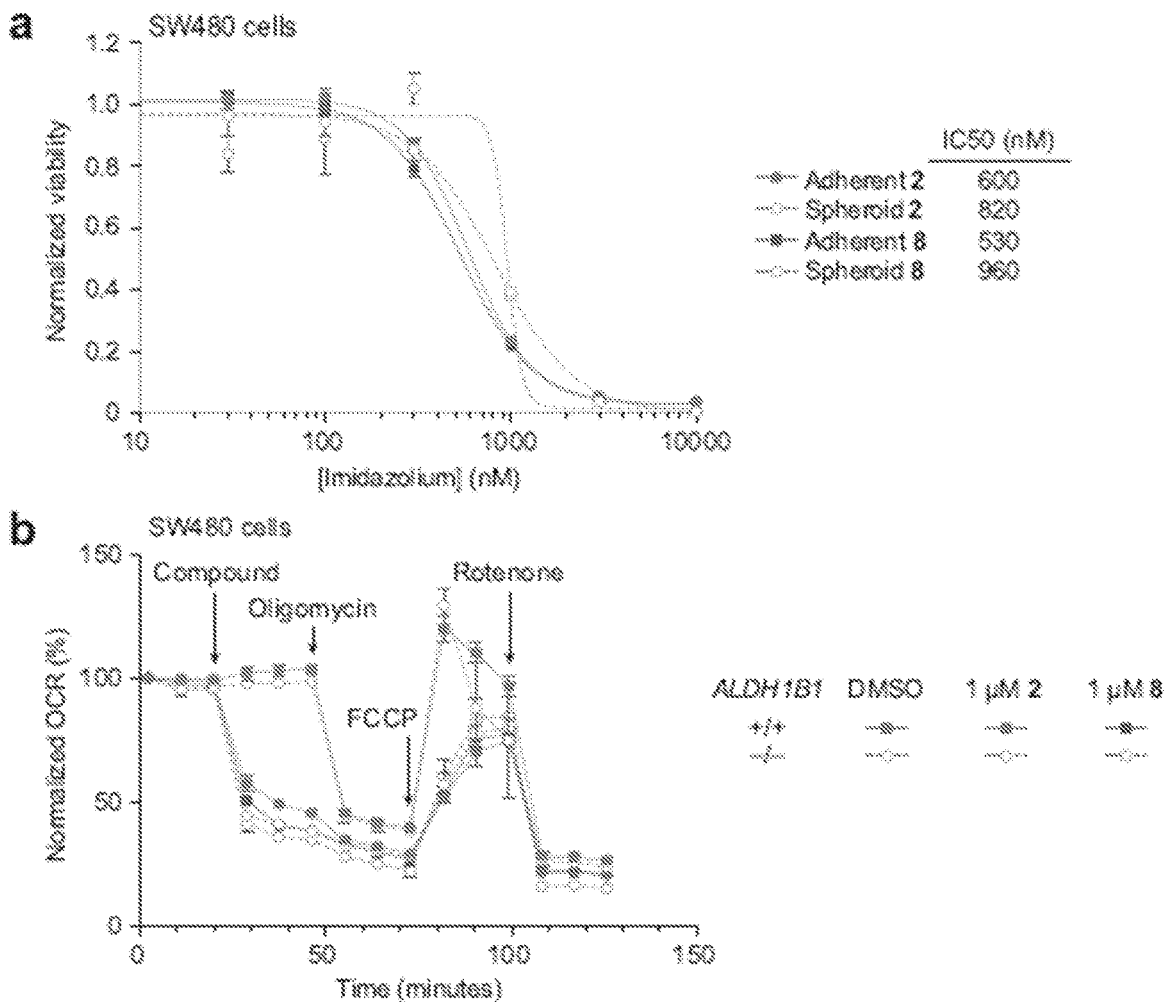 a
SW480 cells
1.2
1.0
0.8
0.6
0.4
0.2
0
Normalized viability
10 100 1000 10000
[Imidazolium] (nM)
IC50 (nM)
Adherent 2 600
Spheroid 2 820
Adherent 8 530
Spheroid 8 960
b
SW480 cells
150
100
50
0
Normalized OCR (%)
Compound
Oligomycin
FCCP
Rotenone
0 50 100 150
Time (minutes)
ALDH1B1 DMSO 1 µM 2 1 µM 8
+/+
-/-